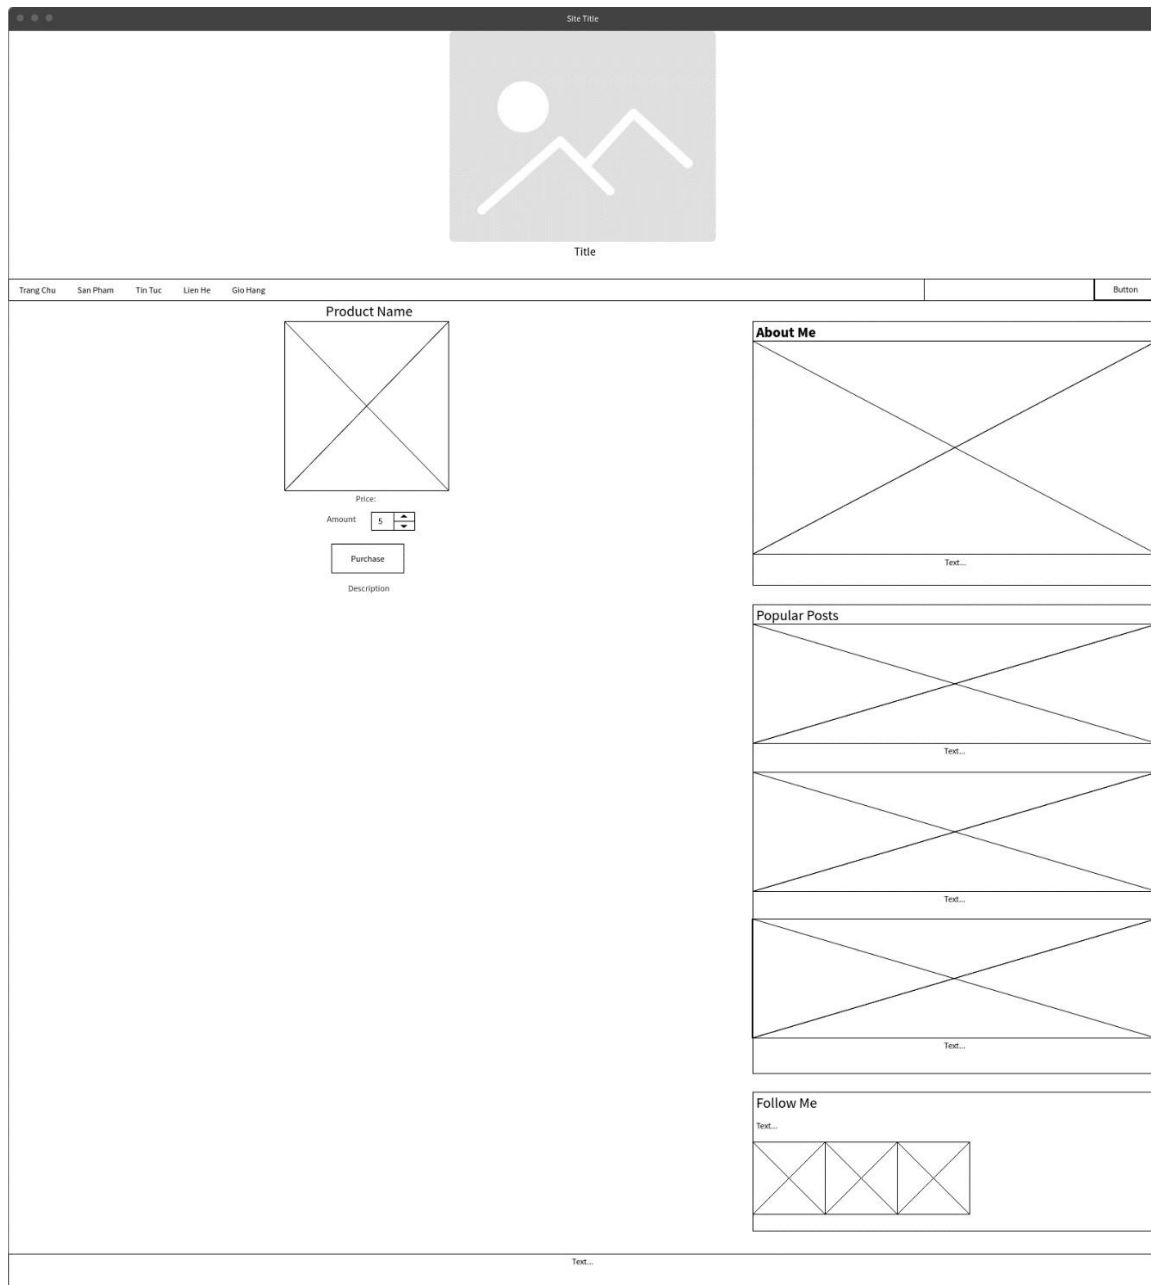 Site Title
Title
Trang Chu San Pham Tin Tuc Lien He Gio Hang Button
Product Name
Price:
Amount 5
Purchase
Description
About Me
Text...
Popular Posts
Text...
Text...
Text...
Follow Me
Text...
Text...